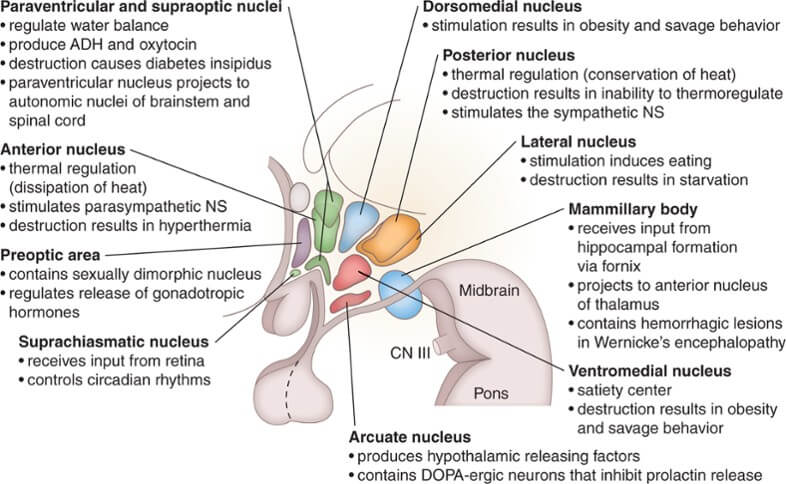 Paraventricular and supraoptic nuclei
• regulate water balance
• produce ADH and oxytocin
• destruction causes diabetes insipidus
• paraventricular nucleus projects to
autonomic nuclei of brainstem and
spinal cord
Anterior nucleus
• thermal regulation
(dissipation of heat)
• stimulates parasympathetic NS
• destruction results in hyperthermia
Preoptic area
• contains sexually dimorphic nucleus
• regulates release of gonadotropic
hormones
Suprachiasmatic nucleus
• receives input from retina
• controls circadian rhythms
Dorsomedial nucleus
• stimulation results in obesity and savage behavior
Posterior nucleus
• thermal regulation (conservation of heat)
• destruction results in inability to thermoregulate
• stimulates the sympathetic NS
Lateral nucleus
• stimulation induces eating
• destruction results in starvation
Mammillary body
• receives input from
hippocampal formation
via fornix
• projects to anterior nucleus
of thalamus
• contains hemorrhagic lesions
in Wernicke's encephalopathy
Midbrain
CN III
Pons
Ventromedial nucleus
• satiety center
• destruction results in obesity
and savage behavior
Arcuate nucleus
• produces hypothalamic releasing factors
• contains DOPA-ergic neurons that inhibit prolactin release